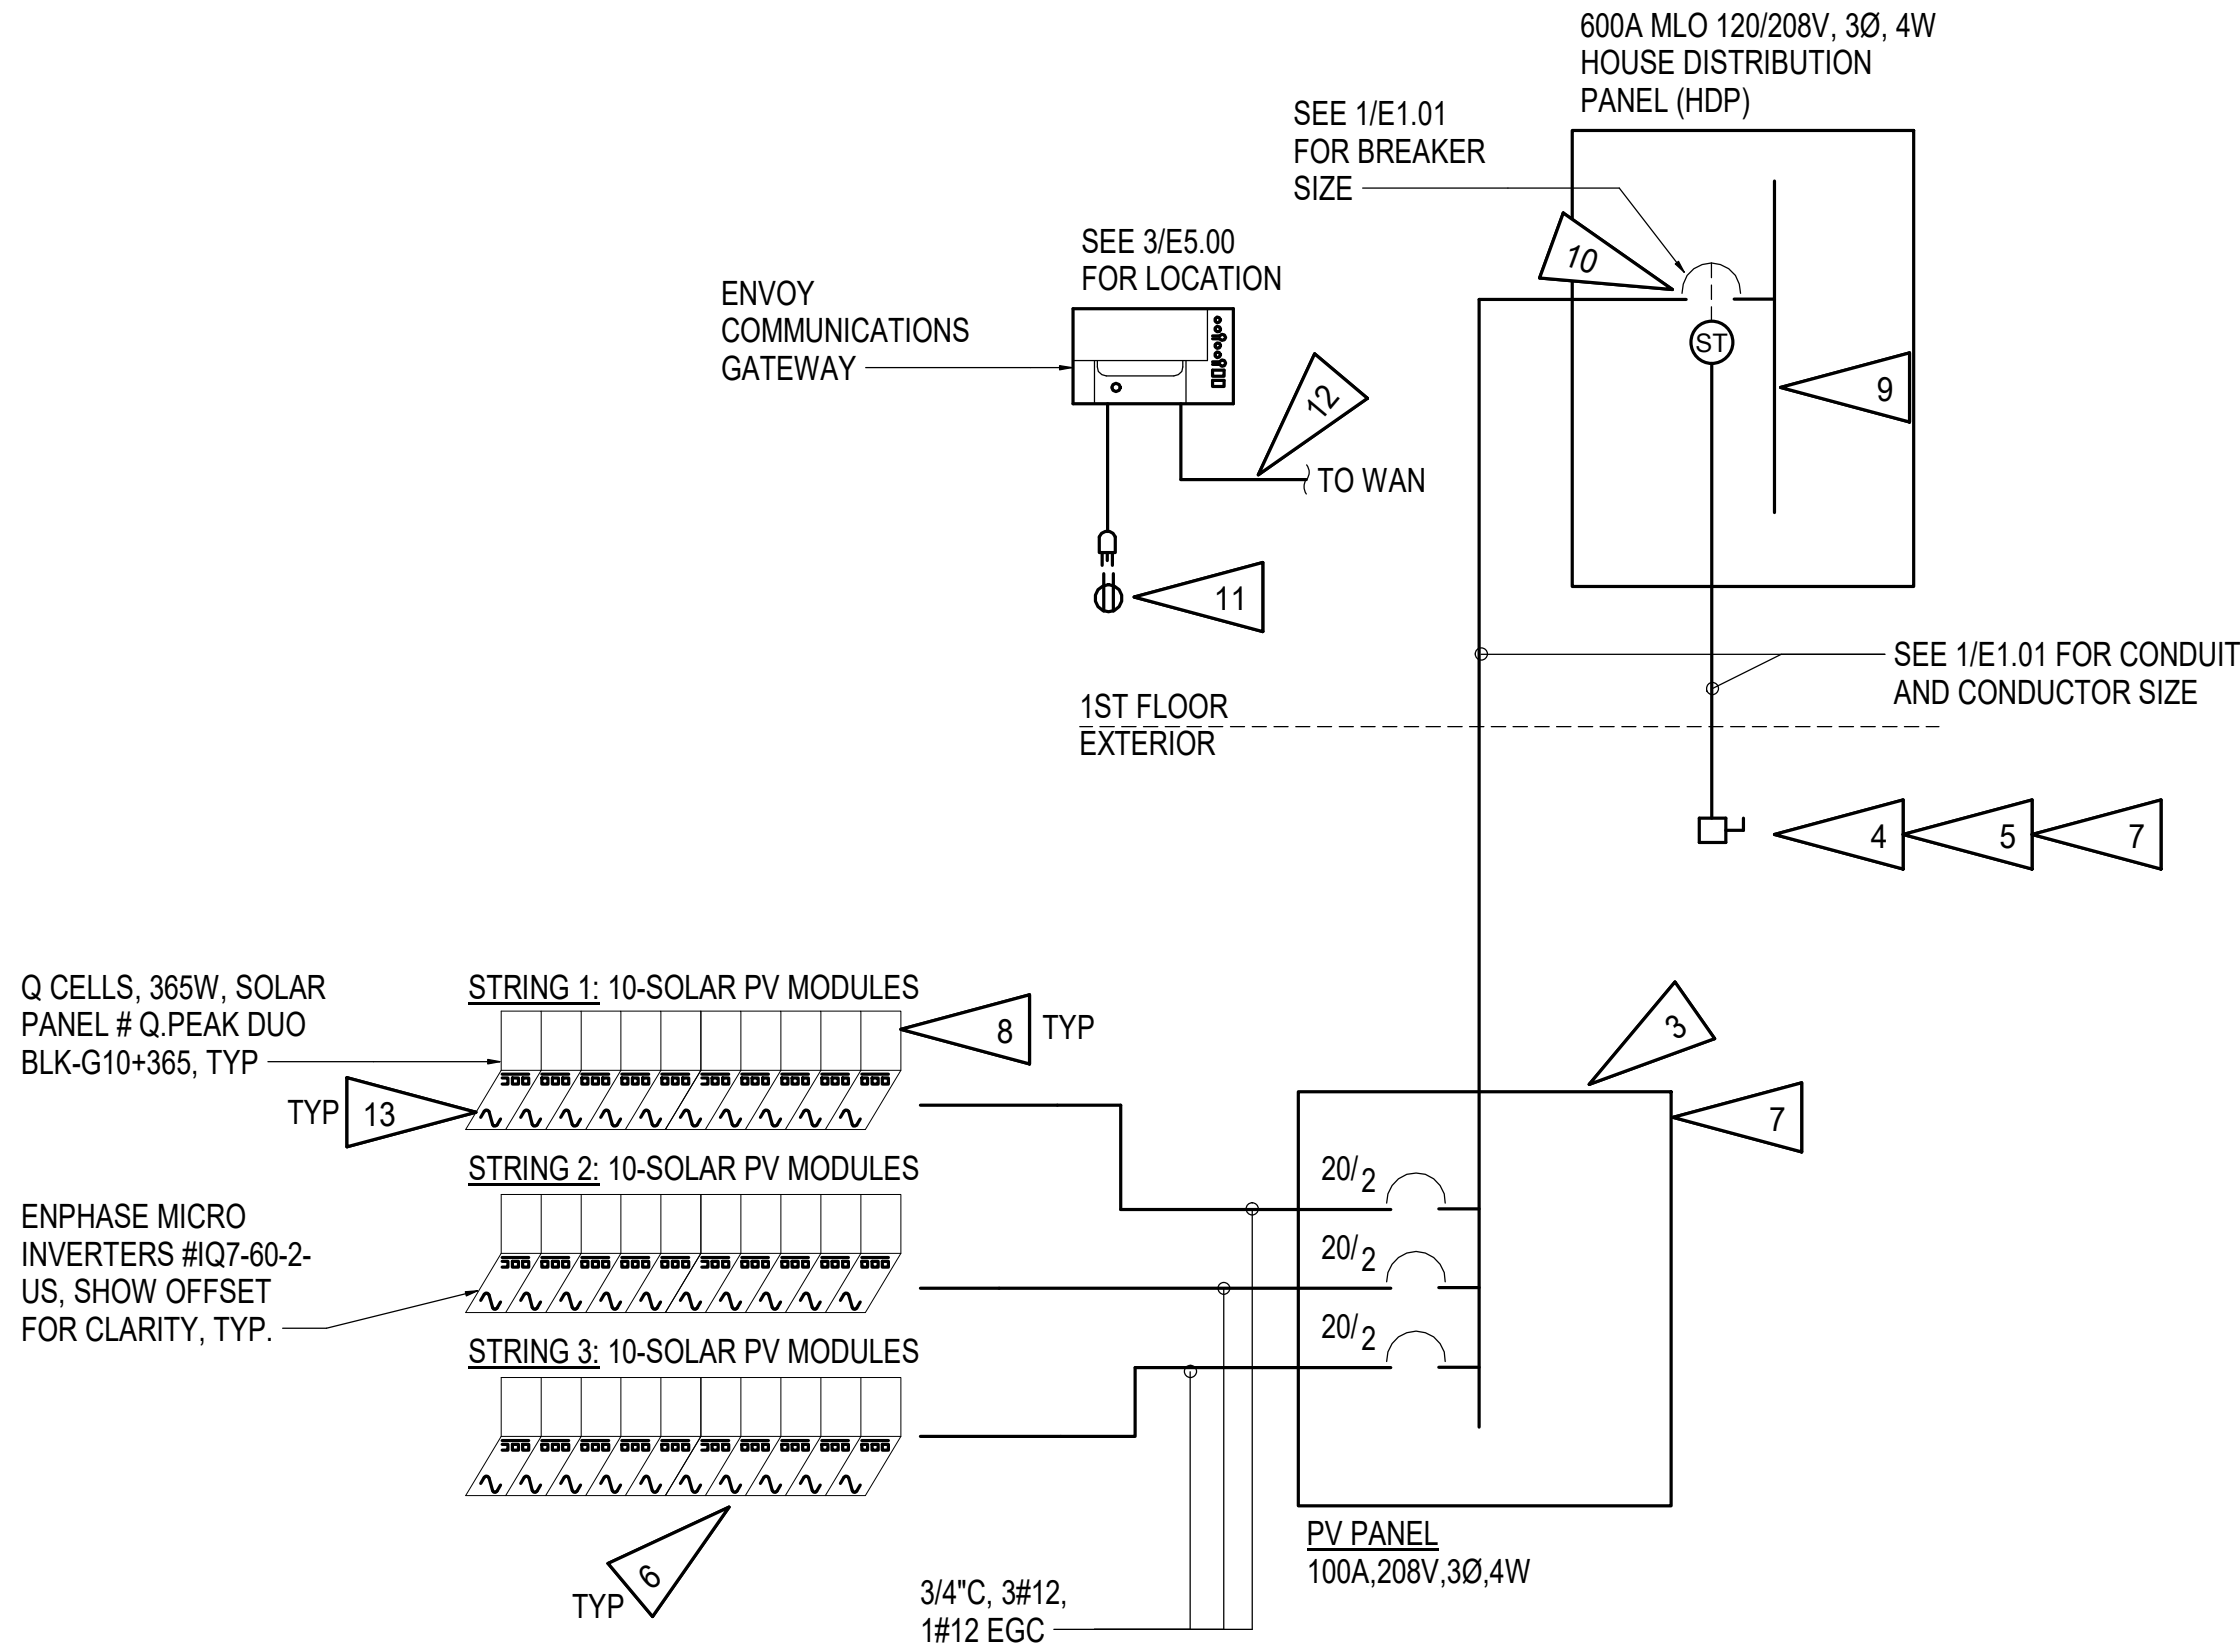 600A MLO 120/208V, 3Ø, 4W
HOUSE DISTRIBUTION
PANEL (HDP)
SEE 1/E1.01
FOR BREAKER
SIZE
10
ST
9
SEE 3/E5.00
FOR LOCATION
ENVOY
COMMUNICATIONS
GATEWAY
12
TO WAN
11
SEE 1/E1.01 FOR CONDUIT
AND CONDUCTOR SIZE
1ST FLOOR
EXTERIOR
4
5
7
Q CELLS, 365W, SOLAR
PANEL # Q.PEAK DUO
BLK-G10+365, TYP
STRING 1: 10-SOLAR PV MODULES
8
TYP
TYP
13
STRING 2: 10-SOLAR PV MODULES
ENPHASE MICRO
INVERTERS #IQ7-60-2-
US, SHOW OFFSET
FOR CLARITY, TYP.
STRING 3: 10-SOLAR PV MODULES
TYP
6
3
7
20/2
20/2
20/2
PV PANEL
100A,208V,3Ø,4W
3/4"C, 3#12,
1#12 EGC